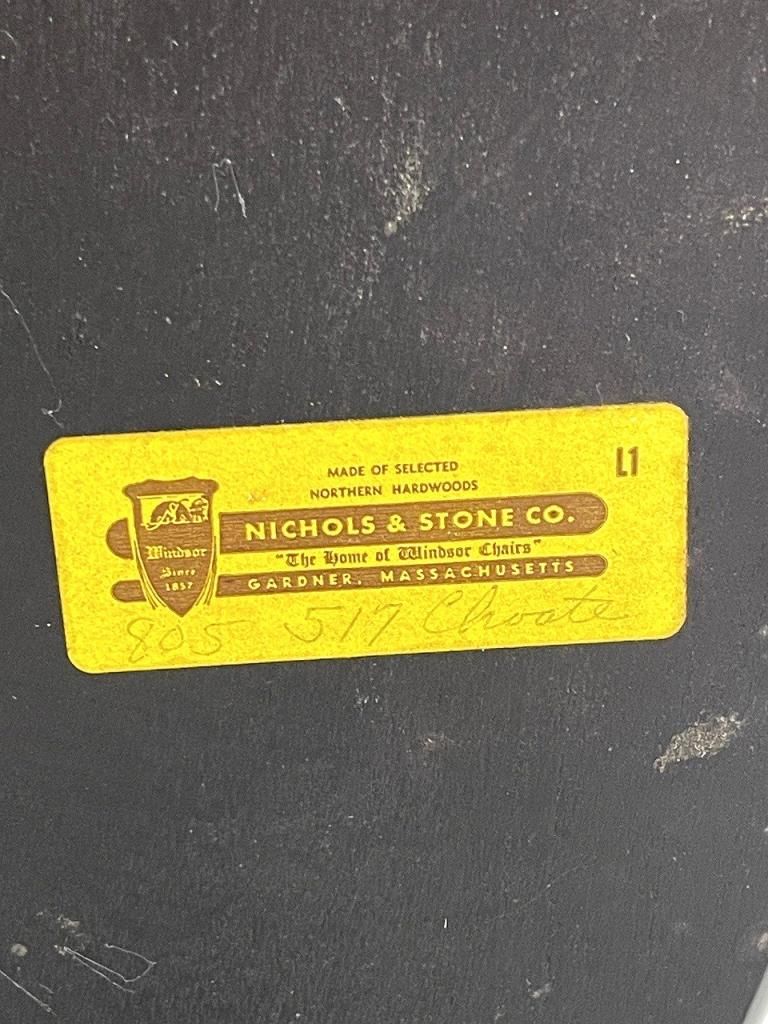 MADE OF SELECTED
NORTHERN HARDWOODS
L1
NICHOLS & STONE CO.
"The Home of Windsor Chairs"
GARDNER, MASSACHUSETTS
Windsor
Since
1857
805 517 Choate